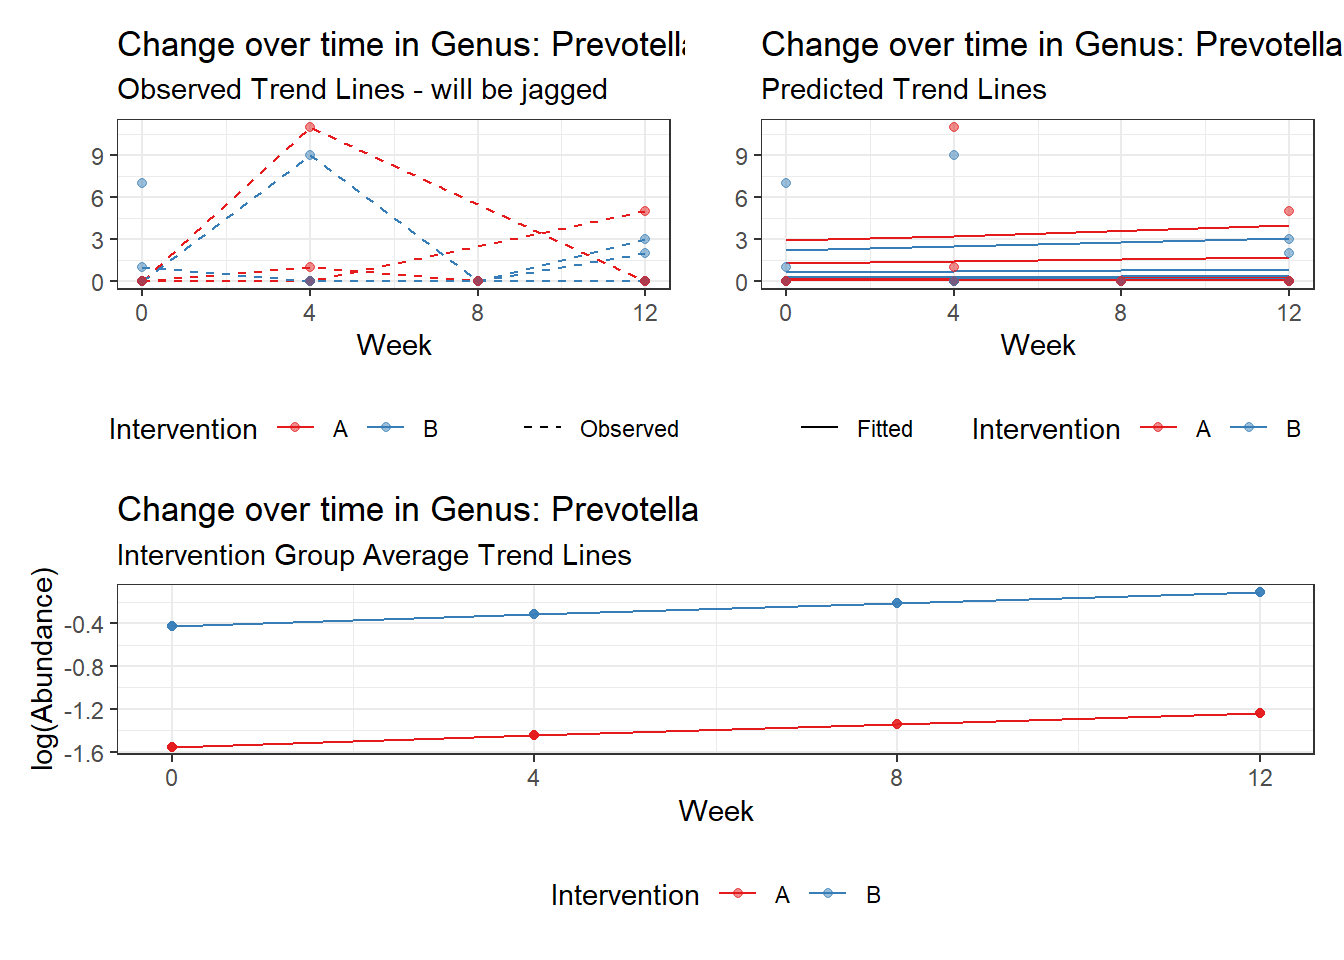 Change over time in Genus: Prevotella
Observed Trend Lines - will be jagged
9
6
3
0
0 4 8 12
Week
Intervention A B Observed
Change over time in Genus: Prevotella
Predicted Trend Lines
9
6
3
0
0 4 8 12
Week
Fitted Intervention A B
Change over time in Genus: Prevotella
Intervention Group Average Trend Lines
log(Abundance)
-0.4
-0.8
-1.2
-1.6
0 4 8 12
Week
Intervention A B